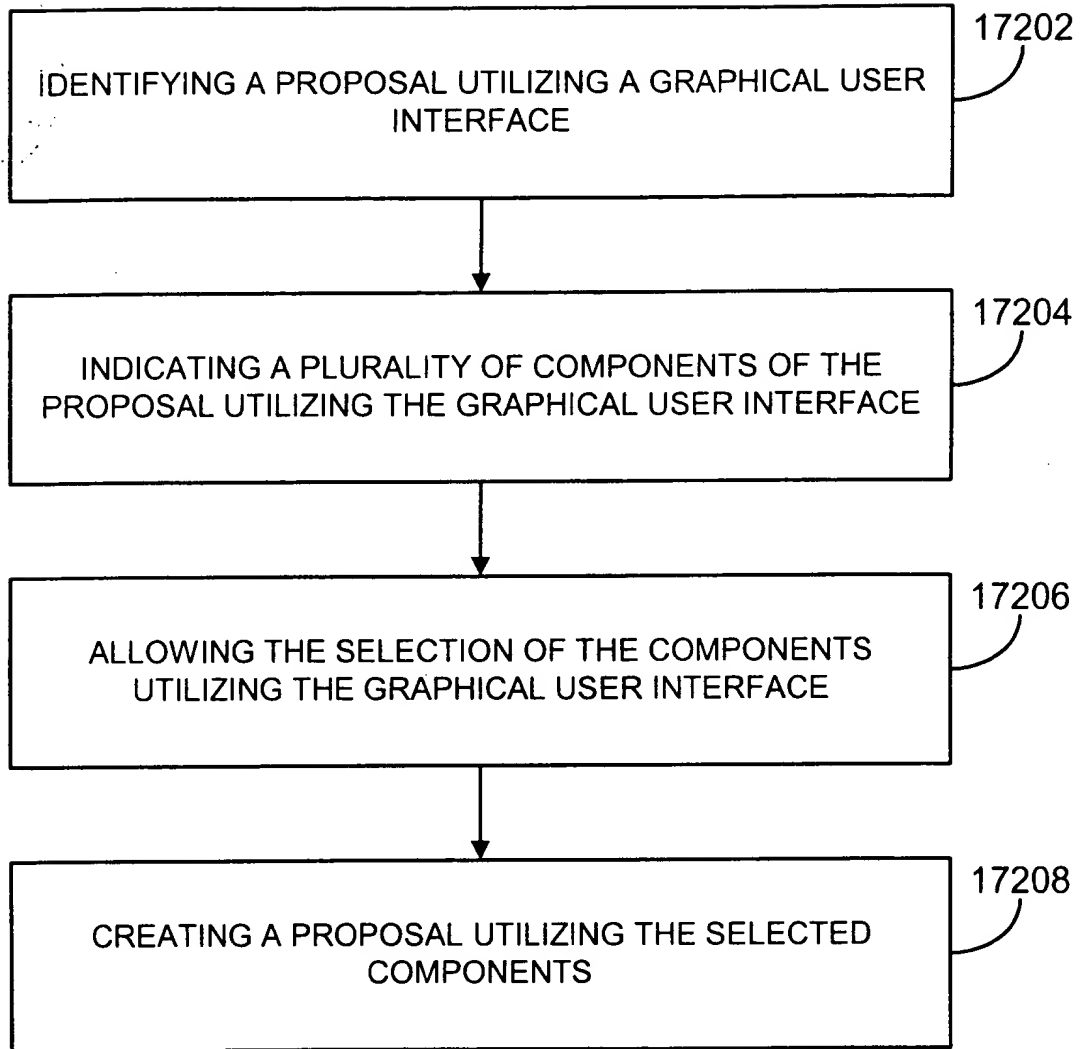 17202
IDENTIFYING A PROPOSAL UTILIZING A GRAPHICAL USER
INTERFACE
17204
INDICATING A PLURALITY OF COMPONENTS OF THE
PROPOSAL UTILIZING THE GRAPHICAL USER INTERFACE
17206
ALLOWING THE SELECTION OF THE COMPONENTS
UTILIZING THE GRAPHICAL USER INTERFACE
17208
CREATING A PROPOSAL UTILIZING THE SELECTED
COMPONENTS